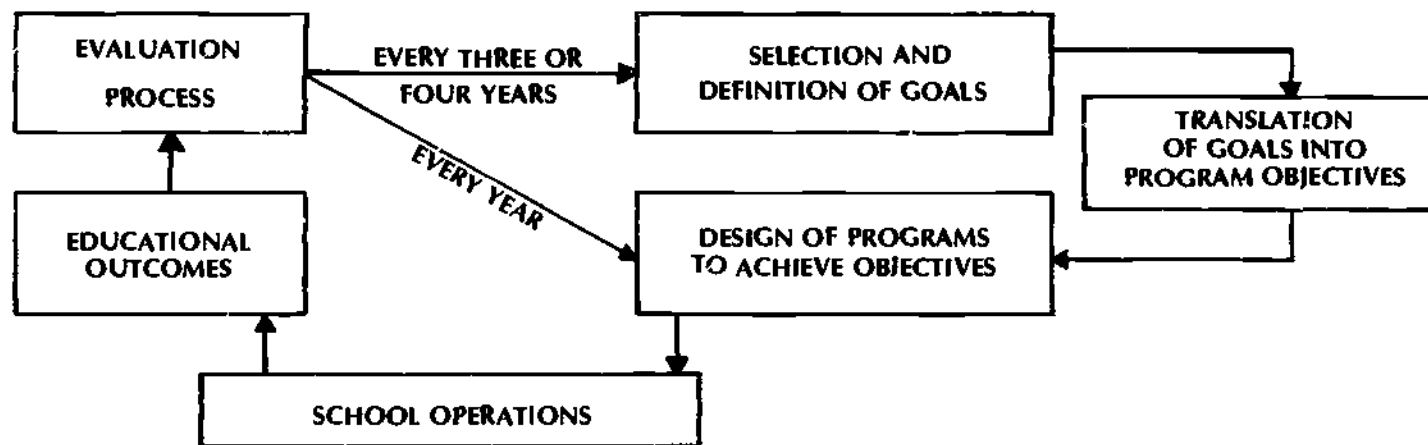 EVALUATION
PROCESS
EVERY THREE OR
FOUR YEARS
SELECTION AND
DEFINITION OF GOALS
TRANSLATION
OF GOALS INTO
PROGRAM OBJECTIVES
EVERY YEAR
EDUCATIONAL
OUTCOMES
DESIGN OF PROGRAMS
TO ACHIEVE OBJECTIVES
SCHOOL OPERATIONS